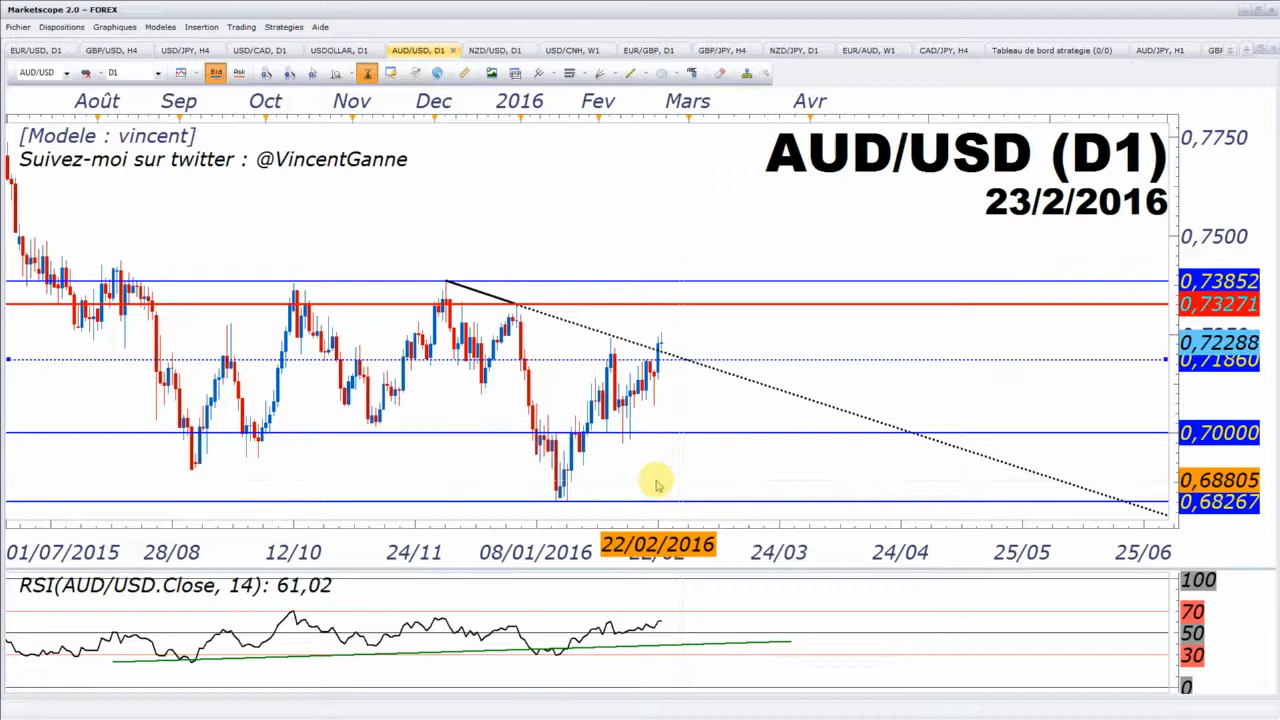 Marketscope 2.0 – FOREX
Fichier Dispositions Graphiques Modeles Insertion Trading Strategies Aide
EUR/USD, D1 GBP/USD, H4 USD/JPY, H4 USD/CAD, D1 USDOLLAR, D1 AUD/USD, D1 NZD/USD, D1 USD/CNH, W1 EUR/GBP, D1 GBP/JPY, H4 NZD/JPY, D1 EUR/AUD, W1 CAD/JPY, H4 Tableau de bord strategie (0/0) AUD/JPY, H1 GBF
AUD/USD D1 Bid Ask
Août Sep Oct Nov Dec 2016 Fev Mars Avr
[Modele : vincent]
Suivez-moi sur twitter : @VincentGanne
AUD/USD (D1)
23/2/2016
0,7750
0,7500
0,73852
0,73271
0,72288
0,71860
0,70000
0,68805
0,68267
01/07/2015 28/08 12/10 24/11 08/01/2016 22/02/2016 24/03 24/04 25/05 25/06
RSI(AUD/USD.Close, 14): 61,02
100
70
50
30
0